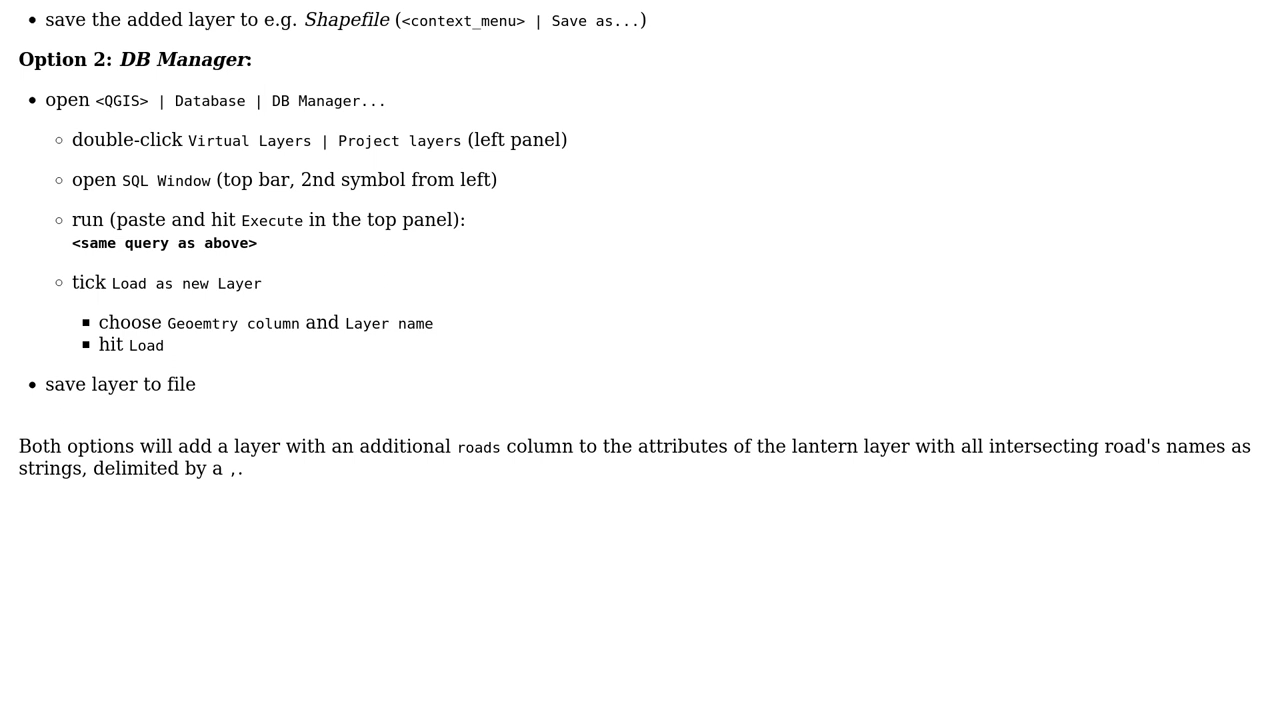 • save the added layer to e.g. Shapefile (<context_menu> | Save as...)
Option 2: DB Manager:
• open <QGIS> | Database | DB Manager...
○ double-click Virtual Layers | Project layers (left panel)
○ open SQL Window (top bar, 2nd symbol from left)
○ run (paste and hit Execute in the top panel):
<same query as above>
○ tick Load as new Layer
▪ choose Geoemtry column and Layer name
▪ hit Load
• save layer to file
Both options will add a layer with an additional roads column to the attributes of the lantern layer with all intersecting road's names as
strings, delimited by a ,.